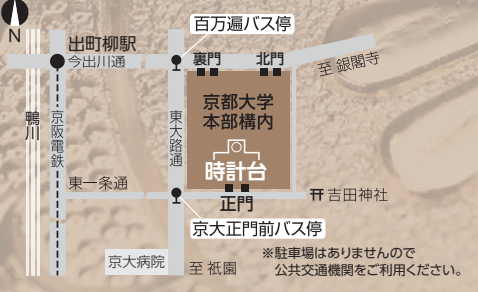 百万遍バス停
N
出町柳駅
今出川通
裏門
北門
至 銀閣寺
京都大学
本部構内
時計台
鴨川
京阪電鉄
東大路通
東一条通
正門
吉田神社
京大正門前バス停
京大病院
至 祇園
※駐車場はありませんので
公共交通機関をご利用ください。